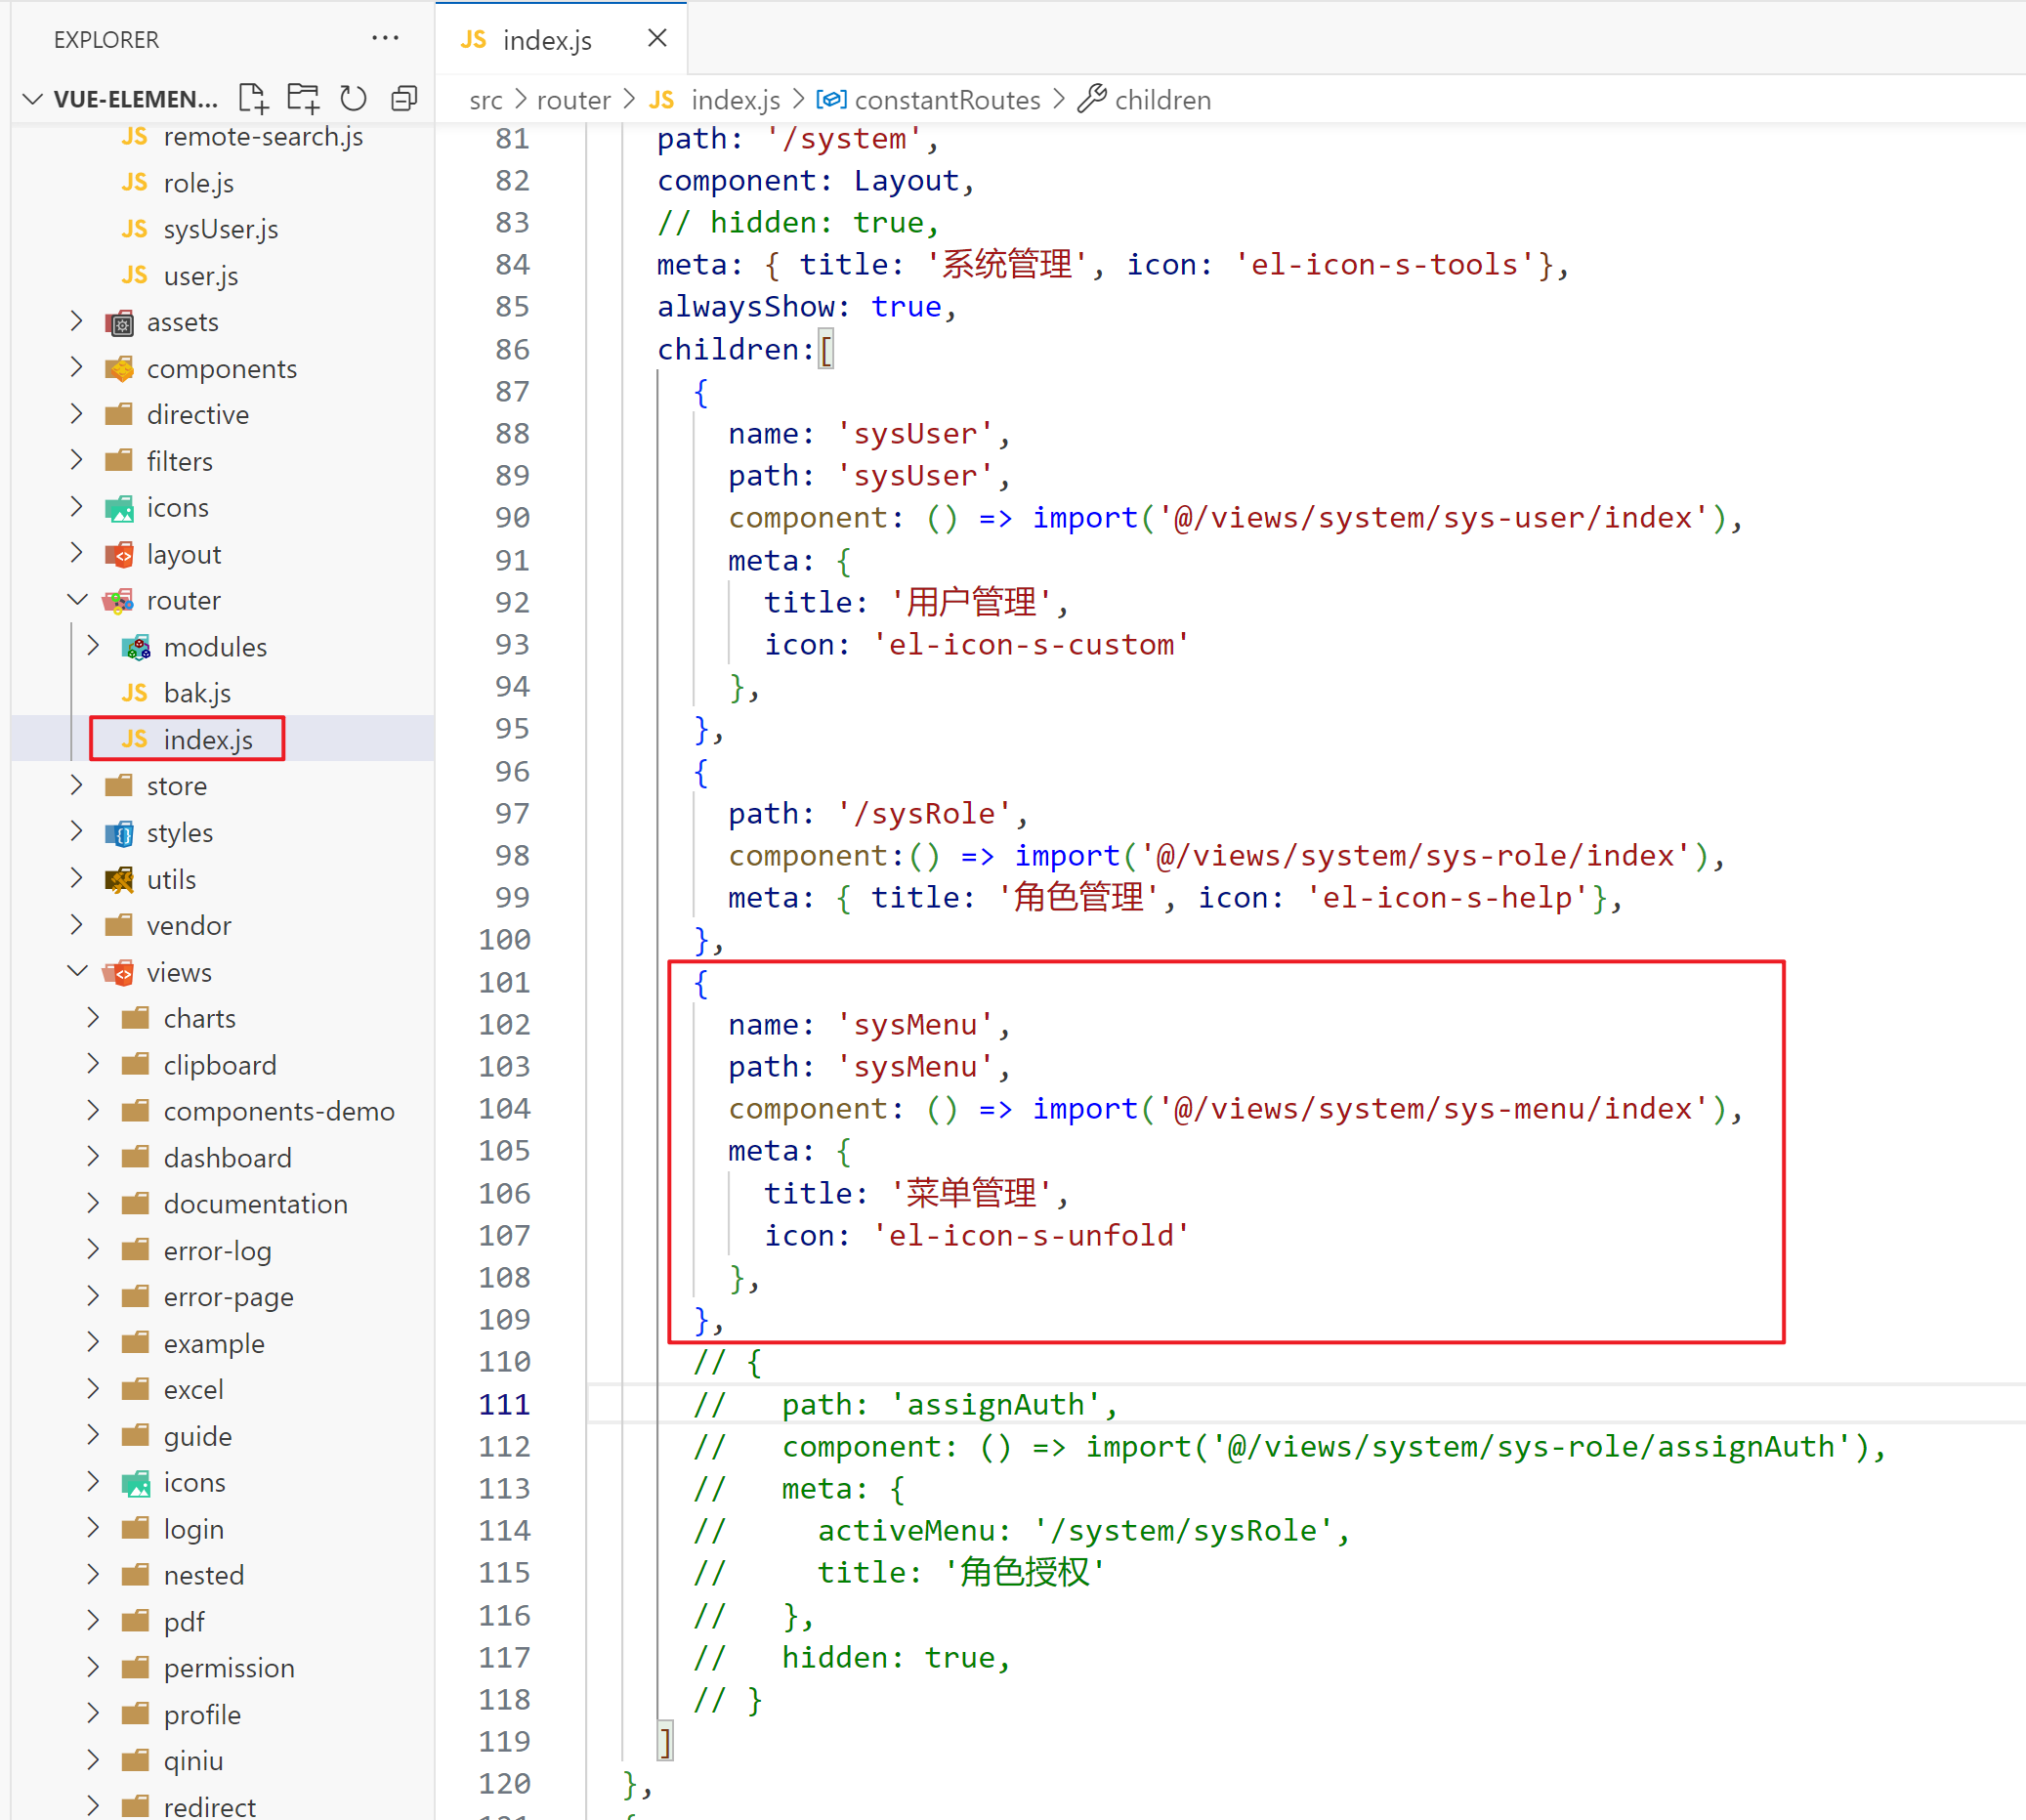 EXPLORER
VUE-ELEMEN...
remote-search.js
role.js
sysUser.js
user.js
assets
components
directive
filters
icons
layout
router
modules
bak.js
index.js
store
styles
utils
vendor
views
charts
clipboard
components-demo
dashboard
documentation
error-log
error-page
example
excel
guide
icons
login
nested
pdf
permission
profile
qiniu
redirect
JS index.js
src > router > JS index.js > constantRoutes > children
81 path: '/system',
82 component: Layout,
83 // hidden: true,
84 meta: { title: '系统管理', icon: 'el-icon-s-tools'},
85 alwaysShow: true,
86 children:[
87 {
88 name: 'sysUser',
89 path: 'sysUser',
90 component: () => import('@/views/system/sys-user/index'),
91 meta: {
92 title: '用户管理',
93 icon: 'el-icon-s-custom'
94 },
95 },
96 {
97 path: '/sysRole',
98 component:() => import('@/views/system/sys-role/index'),
99 meta: { title: '角色管理', icon: 'el-icon-s-help'},
100 },
101 {
102 name: 'sysMenu',
103 path: 'sysMenu',
104 component: () => import('@/views/system/sys-menu/index'),
105 meta: {
106 title: '菜单管理',
107 icon: 'el-icon-s-unfold'
108 },
109 },
110 // {
111 // path: 'assignAuth',
112 // component: () => import('@/views/system/sys-role/assignAuth'),
113 // meta: {
114 // activeMenu: '/system/sysRole',
115 // title: '角色授权'
116 // },
117 // hidden: true,
118 // }
119 ]
120 },